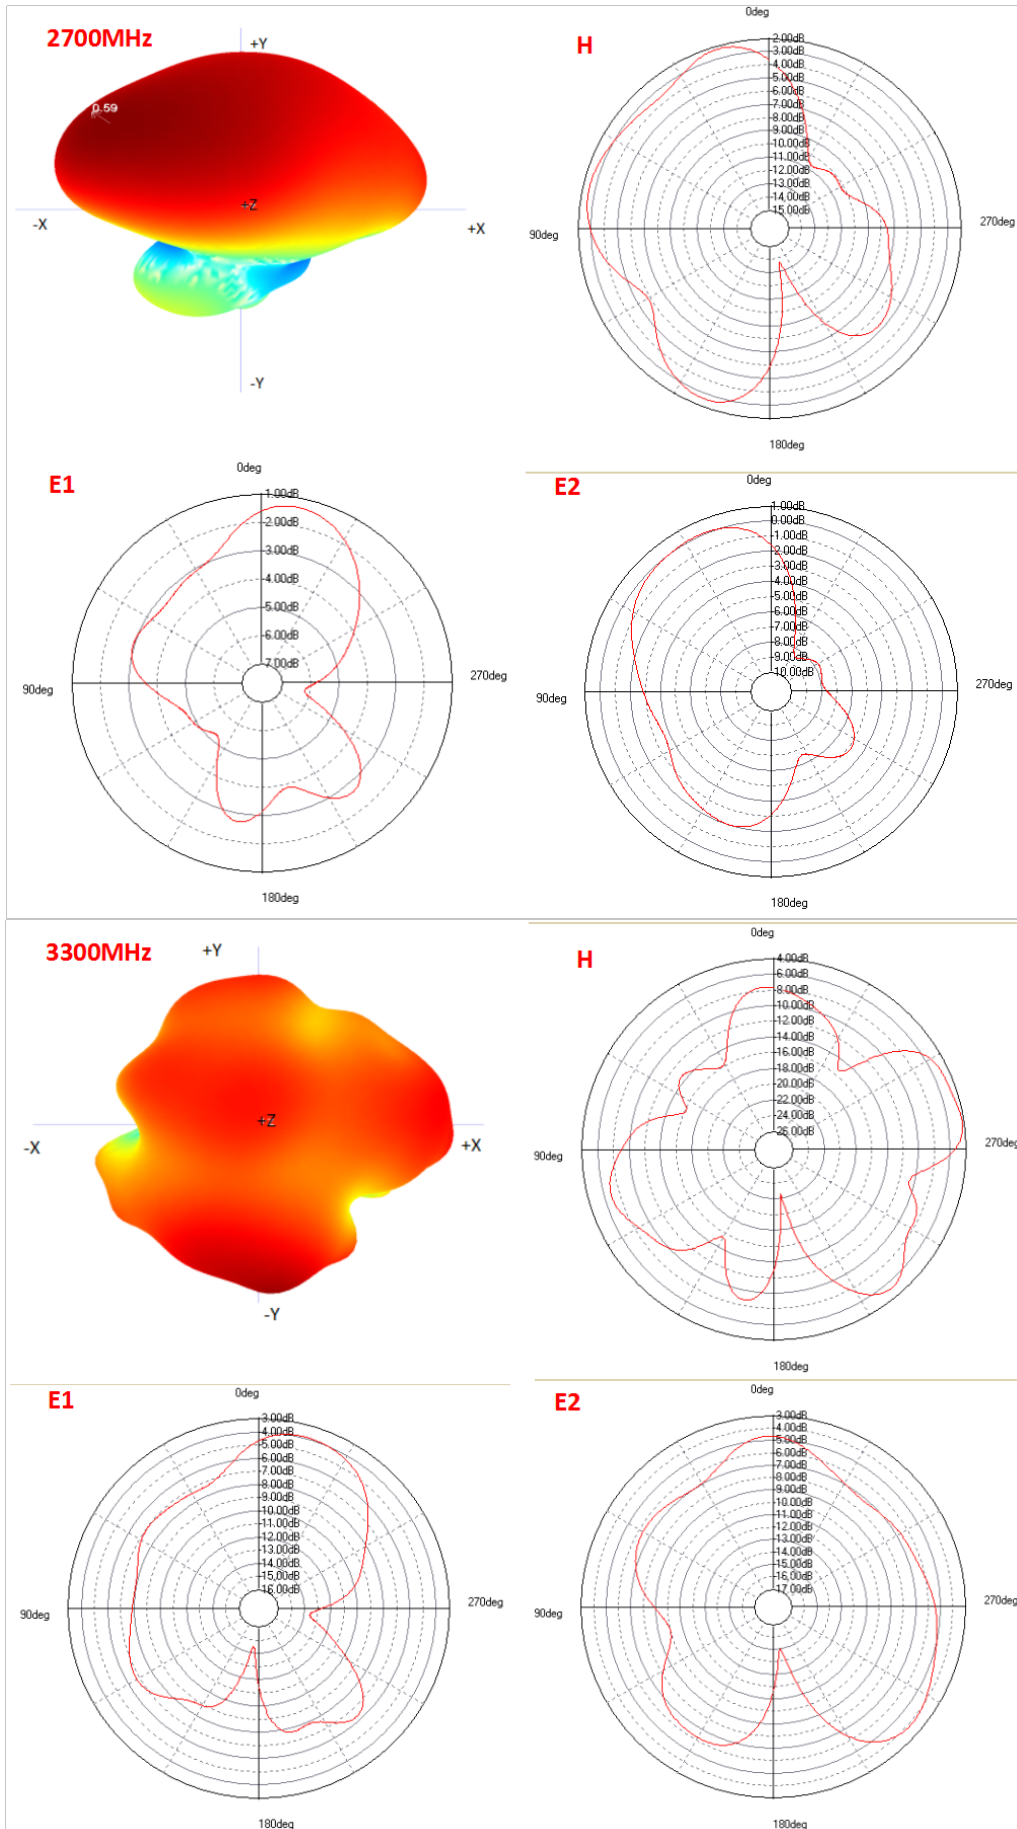 2700MHz
+Y
0.59
+Z
-X
+X
-Y
H
0deg
-2.00dB
-3.00dB
-4.00dB
-5.00dB
-6.00dB
-7.00dB
-8.00dB
-9.00dB
-10.00dB
-11.00dB
-12.00dB
-13.00dB
-14.00dB
-15.00dB
90deg
270deg
180deg
E1
0deg
-1.00dB
-2.00dB
-3.00dB
-4.00dB
-5.00dB
-6.00dB
-7.00dB
90deg
270deg
180deg
E2
0deg
1.00dB
0.00dB
-1.00dB
-2.00dB
-3.00dB
-4.00dB
-5.00dB
-6.00dB
-7.00dB
-8.00dB
-9.00dB
-10.00dB
90deg
270deg
180deg
3300MHz
+Y
+Z
-X
+X
-Y
H
0deg
-4.00dB
-6.00dB
-8.00dB
-10.00dB
-12.00dB
-14.00dB
-16.00dB
-18.00dB
-20.00dB
-22.00dB
-24.00dB
-26.00dB
90deg
270deg
180deg
E1
0deg
-3.00dB
-4.00dB
-5.00dB
-6.00dB
-7.00dB
-8.00dB
-9.00dB
-10.00dB
-11.00dB
-12.00dB
-13.00dB
-14.00dB
-15.00dB
-16.00dB
90deg
270deg
180deg
E2
0deg
-3.00dB
-4.00dB
-5.00dB
-6.00dB
-7.00dB
-8.00dB
-9.00dB
-10.00dB
-11.00dB
-12.00dB
-13.00dB
-14.00dB
-15.00dB
-16.00dB
-17.00dB
90deg
270deg
180deg